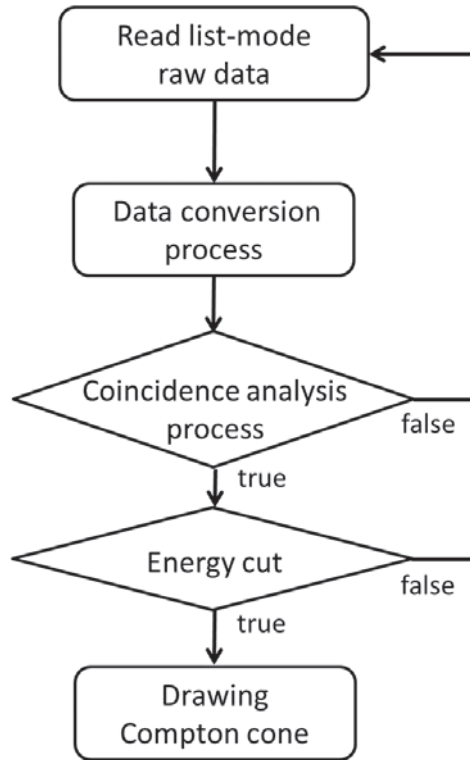 Read list-mode
raw data
Data conversion
process
Coincidence analysis
process
false
true
Energy cut
false
true
Drawing
Compton cone